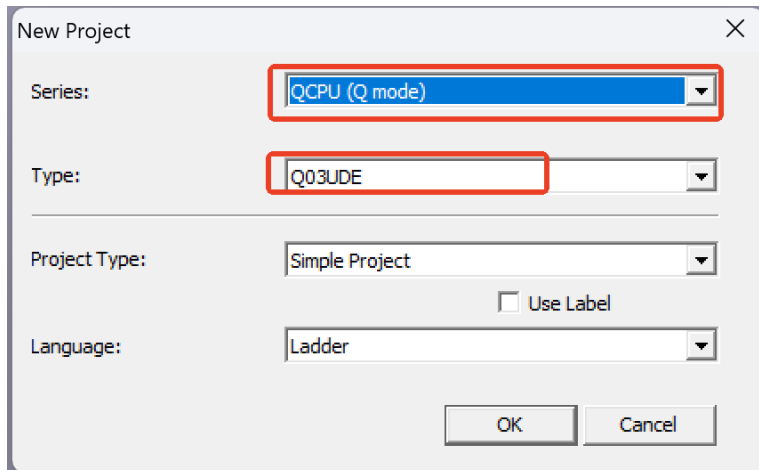 New Project
Series: QCPU (Q mode)
Type: Q03UDE
Project Type: Simple Project
Use Label
Language: Ladder
OK Cancel